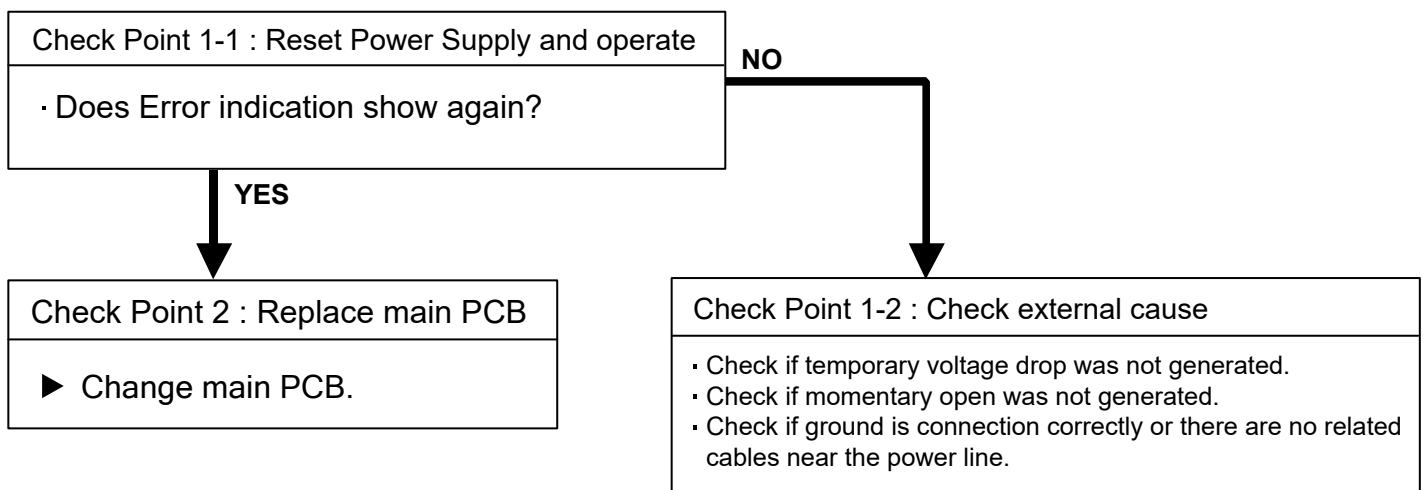 Check Point 1-1 : Reset Power Supply and operate
· Does Error indication show again?
NO
YES
Check Point 2 : Replace main PCB
▶ Change main PCB.
Check Point 1-2 : Check external cause
· Check if temporary voltage drop was not generated.
· Check if momentary open was not generated.
· Check if ground is connection correctly or there are no related
cables near the power line.